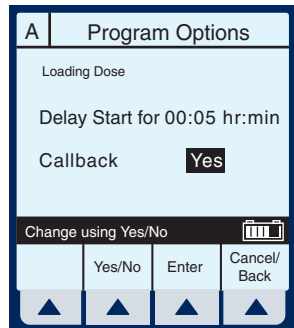 A Program Options
Loading Dose
Delay Start for 00:05 hr:min
Callback Yes
Change using Yes/No
Yes/No Enter Cancel/
Back